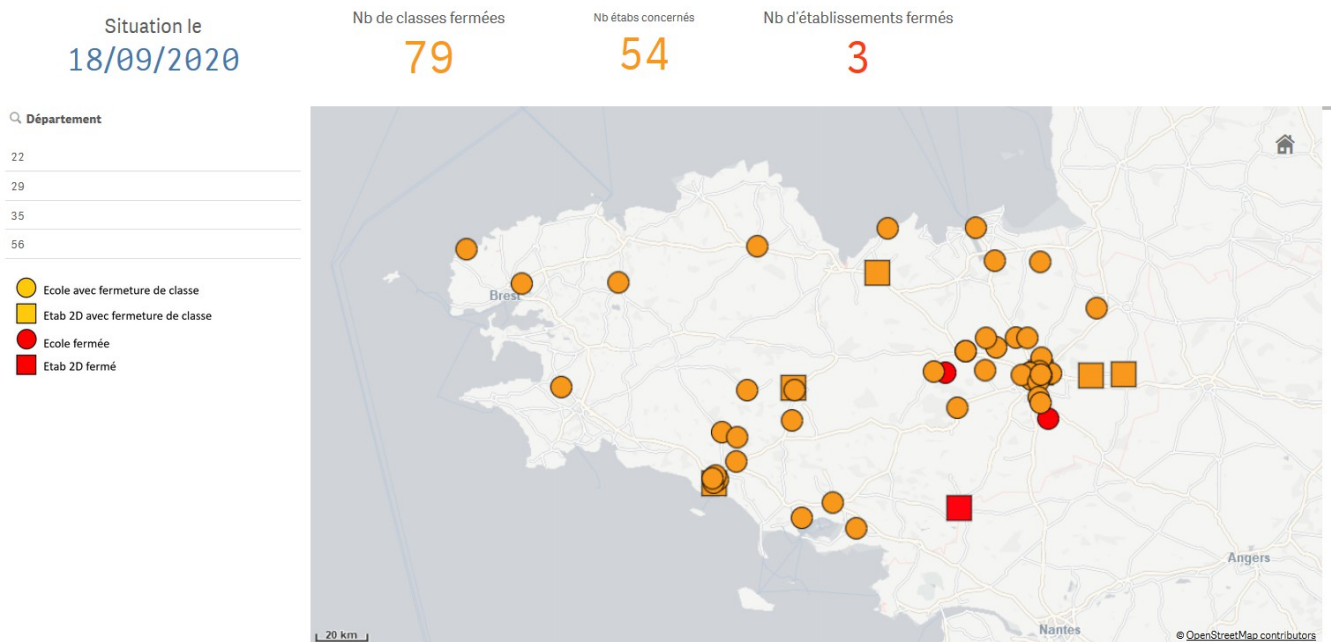 Situation le
18/09/2020
Nb de classes fermées
79
Nb étabs concernés
54
Nb d'établissements fermés
3
Département
22
29
35
56
Ecole avec fermeture de classe
Etab 2D avec fermeture de classe
Ecole fermée
Etab 2D fermé
Brest
Angers
Nantes
20 km
© OpenStreetMap contributors